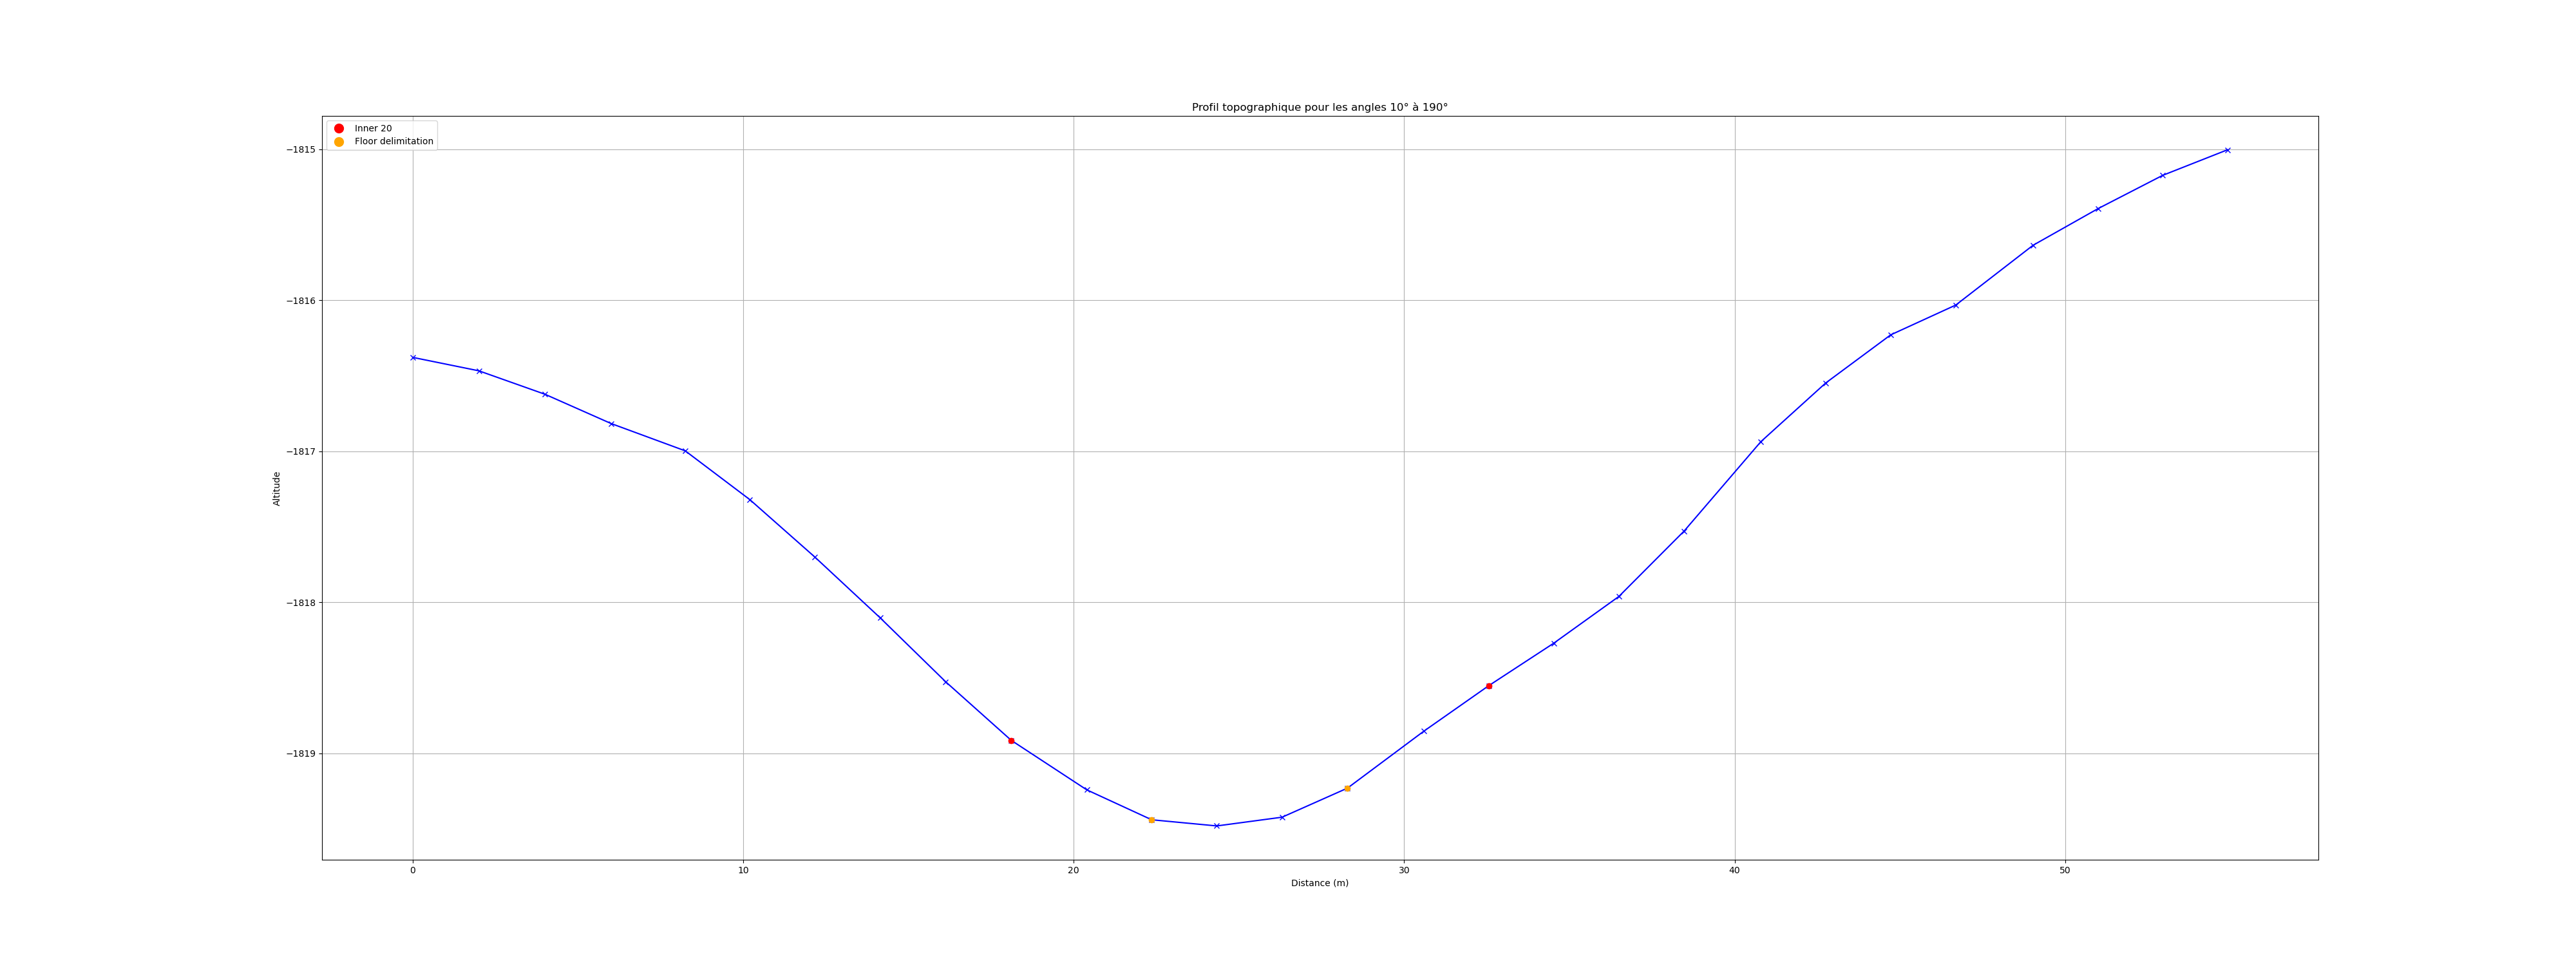 Profil topographique pour les angles 10° à 190°
Inner 20
Floor delimitation
−1815
−1816
−1817
−1818
−1819
Altitude
0 10 20 30 40 50
Distance (m)